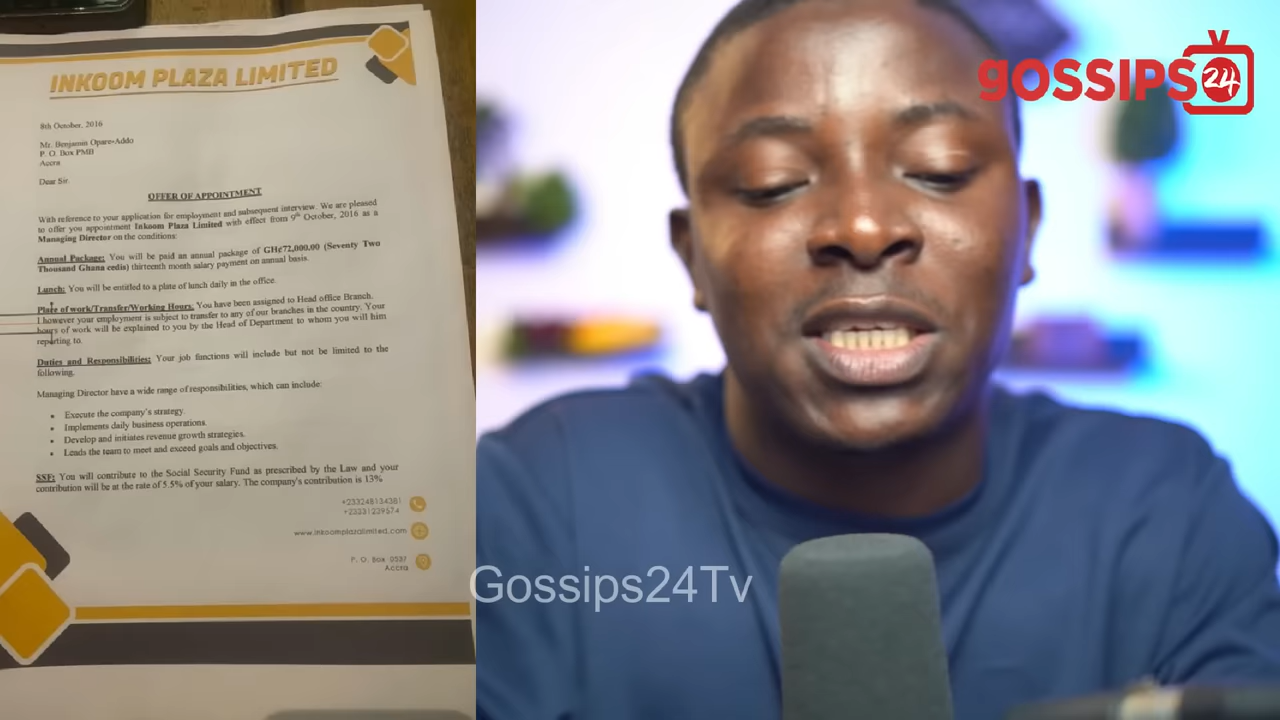 INKOOM PLAZA LIMITED
8th October, 2016
Mr. Benjamin Opare-Addo
P. O. Box PMB
Accra
Dear Sir.
OFFER OF APPOINTMENT
With reference to your application for employment and subsequent interview. We are pleased
to offer you appointment Inkoom Plaza Limited with effect from 9th October, 2016 as a
Managing Director on the conditions:
Annual Package: You will be paid an annual package of GH¢72,000.00 (Seventy Two
Thousand Ghana cedis) thirteenth month salary payment on annual basis.
Lunch: You will be entitled to a plate of lunch daily in the office.
Place of work/Transfer/Working Hours: You have been assigned to Head office Branch.
I however your employment is subject to transfer to any of our branches in the country. Your
hours of work will be explained to you by the Head of Department to whom you will him
reporting to.
Duties and Responsibilities: Your job functions will include but not be limited to the
following.
Managing Director have a wide range of responsibilities, which can include:
• Execute the company's strategy.
• Implements daily business operations.
• Develop and initiates revenue growth strategies.
• Leads the team to meet and exceed goals and objectives.
SSF: You will contribute to the Social Security Fund as prescribed by the Law and your
contribution will be at the rate of 5.5% of your salary. The company's contribution is 13%
+233248134381
+23331239574
www.inkoomplazalimited.com
P. O. Box 0537
Accra
gossips24
Gossips24Tv